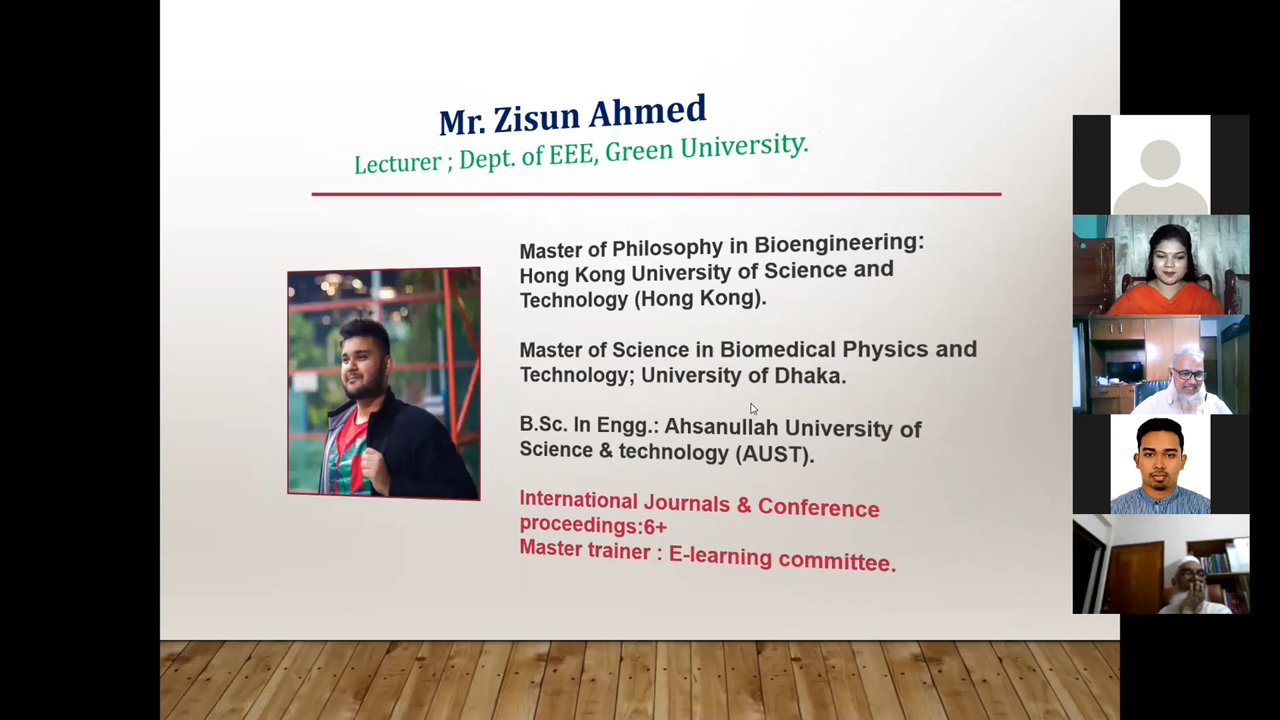 Mr. Zisun Ahmed
Lecturer ; Dept. of EEE, Green University.
Master of Philosophy in Bioengineering:
Hong Kong University of Science and
Technology (Hong Kong).
Master of Science in Biomedical Physics and
Technology; University of Dhaka.
B.Sc. In Engg.: Ahsanullah University of
Science & technology (AUST).
International Journals & Conference
proceedings:6+
Master trainer : E-learning committee.